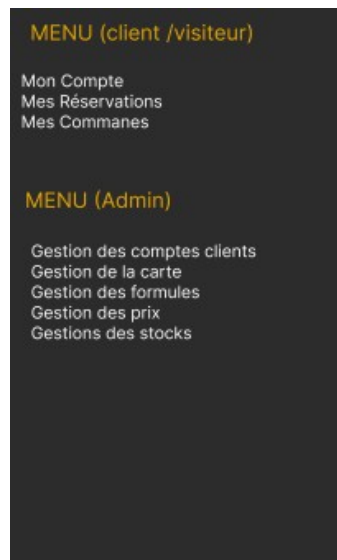 MENU (client /visiteur)
Mon Compte
Mes Réservations
Mes Commanes
MENU (Admin)
Gestion des comptes clients
Gestion de la carte
Gestion des formules
Gestion des prix
Gestions des stocks